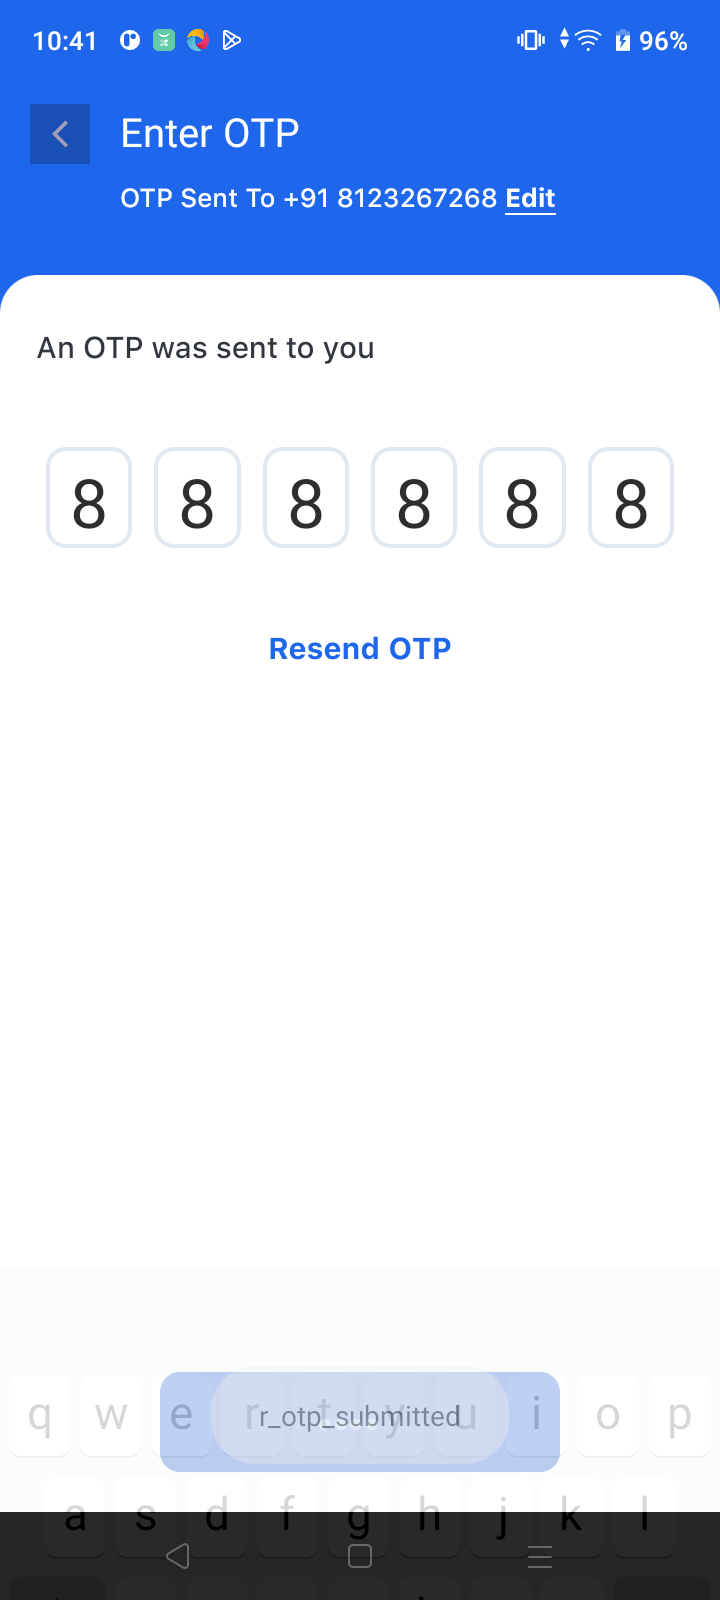 10:41 96%
Enter OTP
OTP Sent To +91 8123267268 Edit
An OTP was sent to you
8 8 8 8 8 8
Resend OTP
q w e r t y u i o p
r_otp_submitted
a s d f g h j k l